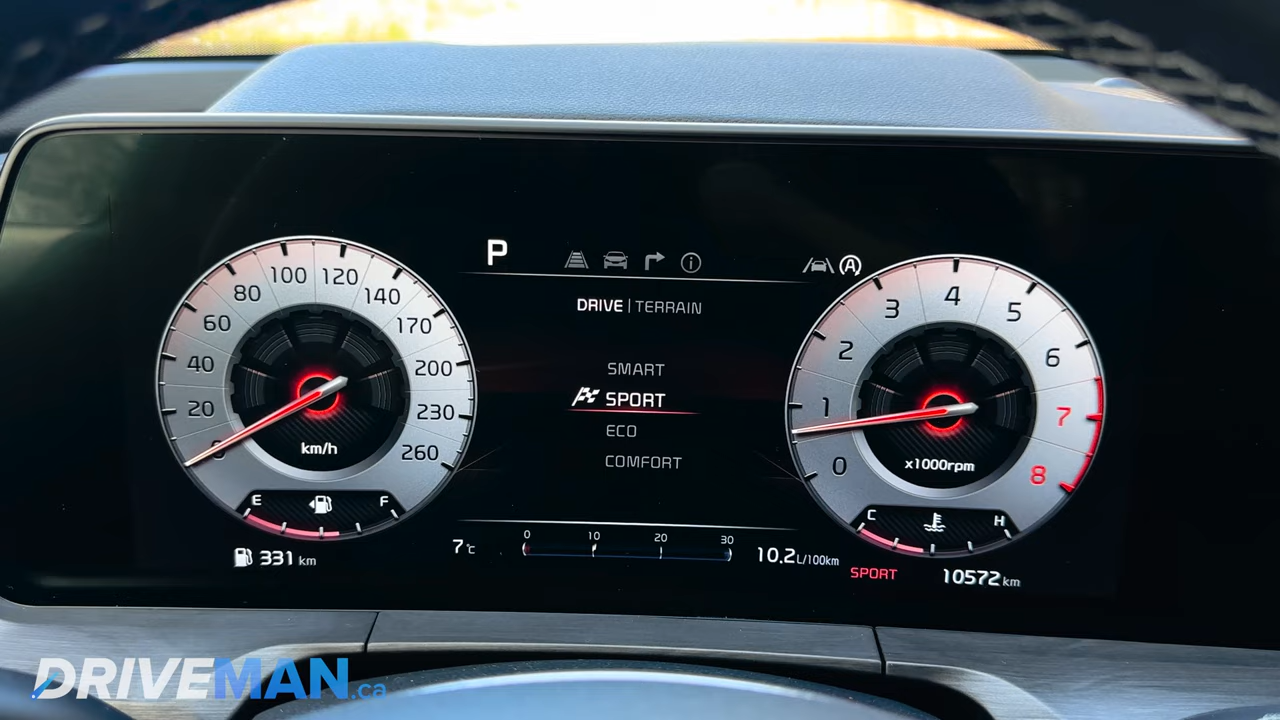 P
DRIVE | TERRAIN
SMART
SPORT
ECO
COMFORT
0
20
40
60
80
100
120
140
170
200
230
260
km/h
E F
331 km
7°c
0 10 20 30
10.2L/100km
A
0
1
2
3
4
5
6
7
8
x1000rpm
C H
SPORT
10572 km
DRIVEMAN.ca